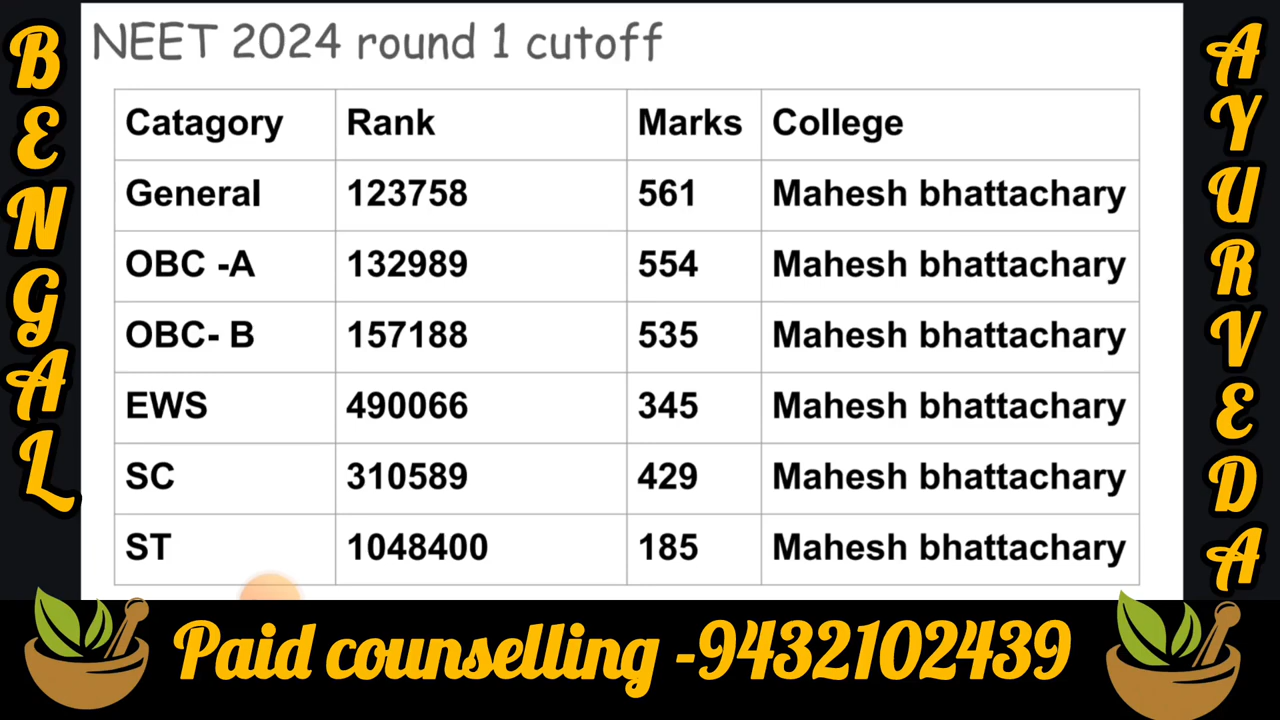 BENGAL
NEET 2024 round 1 cutoff
Catagory Rank Marks College
General 123758 561 Mahesh bhattachary
OBC -A 132989 554 Mahesh bhattachary
OBC- B 157188 535 Mahesh bhattachary
EWS 490066 345 Mahesh bhattachary
SC 310589 429 Mahesh bhattachary
ST 1048400 185 Mahesh bhattachary
AYURVEDA
Paid counselling -9432102439